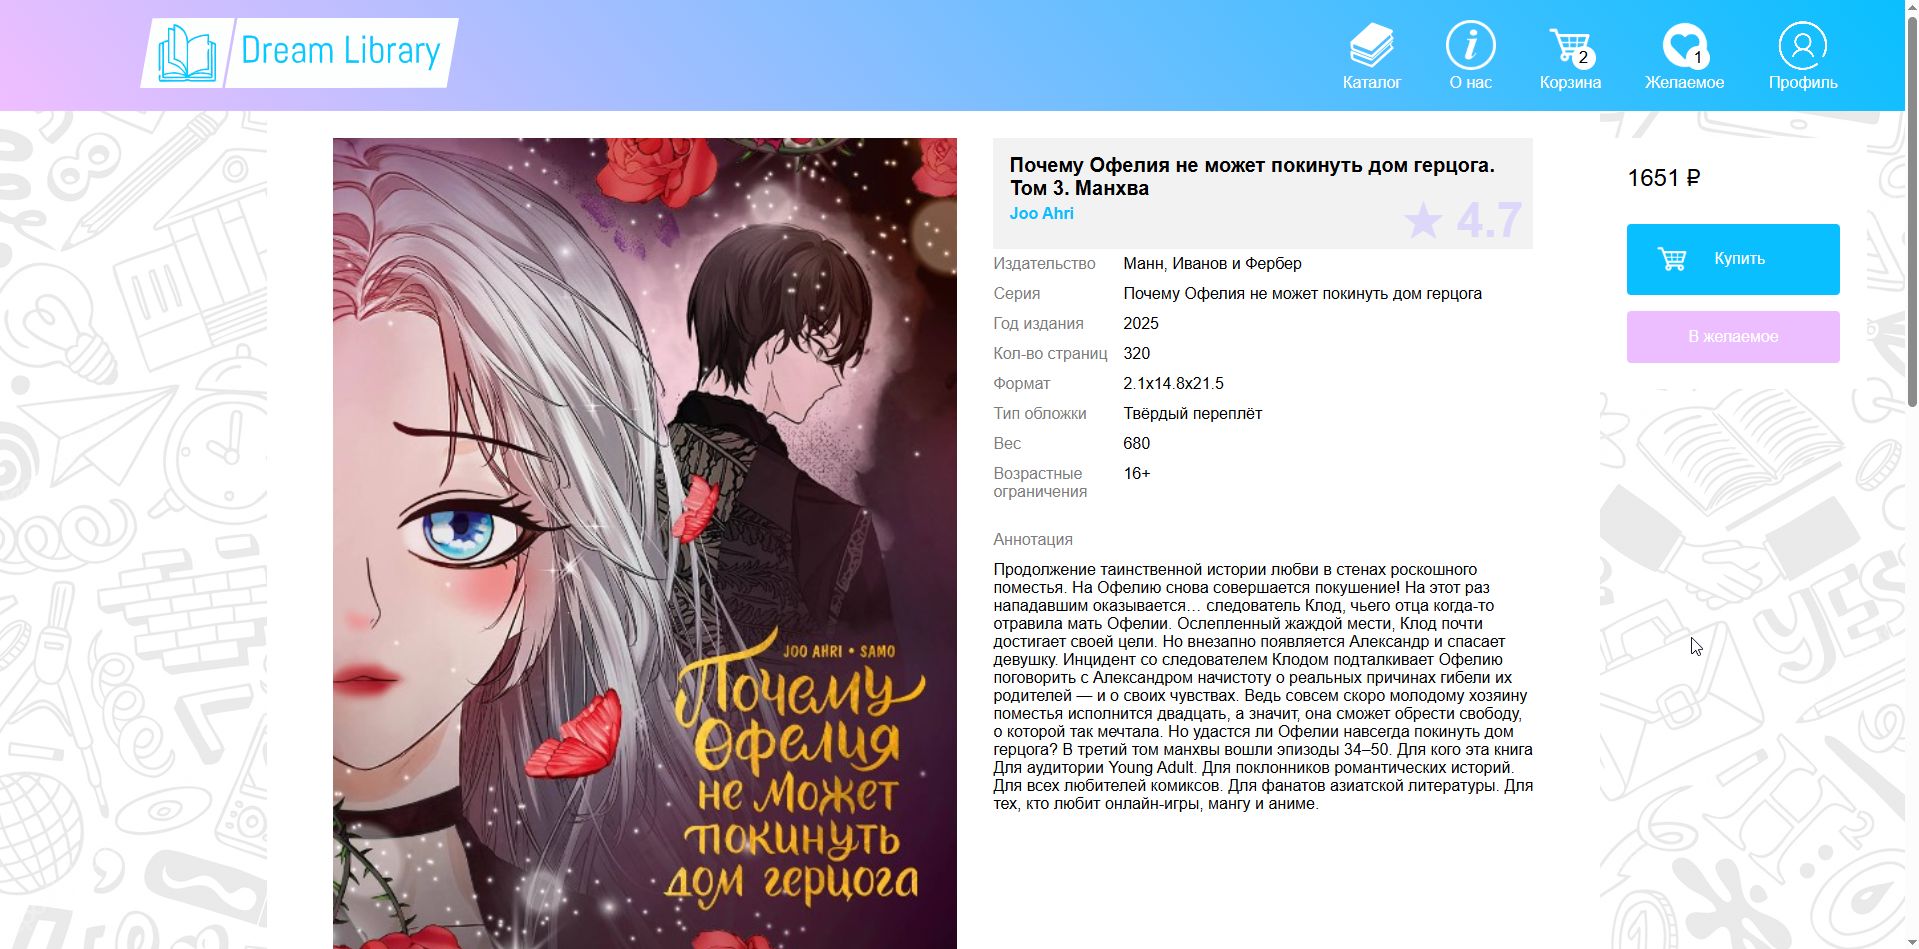 Dream Library
Каталог
О нас
2
Корзина
1
Желаемое
Профиль
JOO AHRI • SAMO
Почему
Офелия
не может
покинуть
дом герцога
Почему Офелия не может покинуть дом герцога.
Том 3. Манхва
Joo Ahri
★ 4.7
Издательство Манн, Иванов и Фербер
Серия Почему Офелия не может покинуть дом герцога
Год издания 2025
Кол-во страниц 320
Формат 2.1x14.8x21.5
Тип обложки Твёрдый переплёт
Вес 680
Возрастные 16+
ограничения
Аннотация
Продолжение таинственной истории любви в стенах роскошного
поместья. На Офелию снова совершается покушение! На этот раз
нападавшим оказывается… следователь Клод, чьего отца когда-то
отравила мать Офелии. Ослепленный жаждой мести, Клод почти
достигает своей цели. Но внезапно появляется Александр и спасает
девушку. Инцидент со следователем Клодом подталкивает Офелию
поговорить с Александром начистоту о реальных причинах гибели их
родителей — и о своих чувствах. Ведь совсем скоро молодому хозяину
поместья исполнится двадцать, а значит, она сможет обрести свободу,
о которой так мечтала. Но удастся ли Офелии навсегда покинуть дом
герцога? В третий том манхвы вошли эпизоды 34–50. Для кого эта книга
Для аудитории Young Adult. Для поклонников романтических историй.
Для всех любителей комиксов. Для фанатов азиатской литературы. Для
тех, кто любит онлайн-игры, мангу и аниме.
1651 ₽
Купить
В желаемое
YES